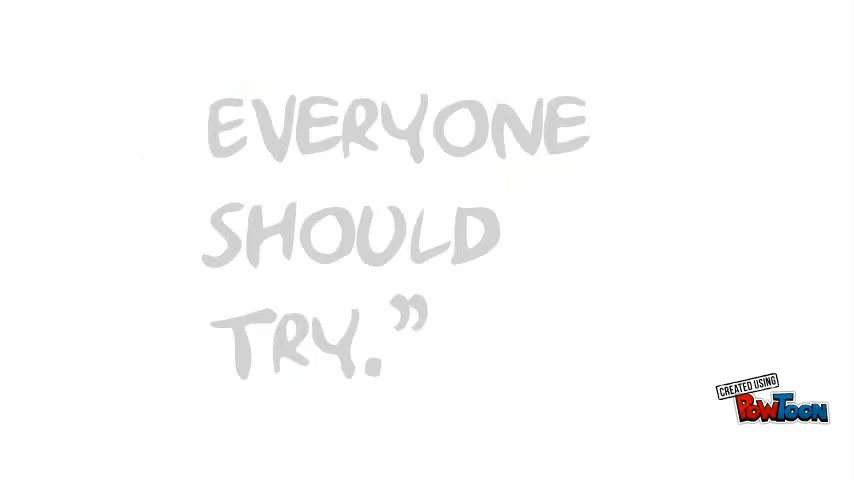 EVERYONE
SHOULD
TRY.”
CREATED USING
POWTOON